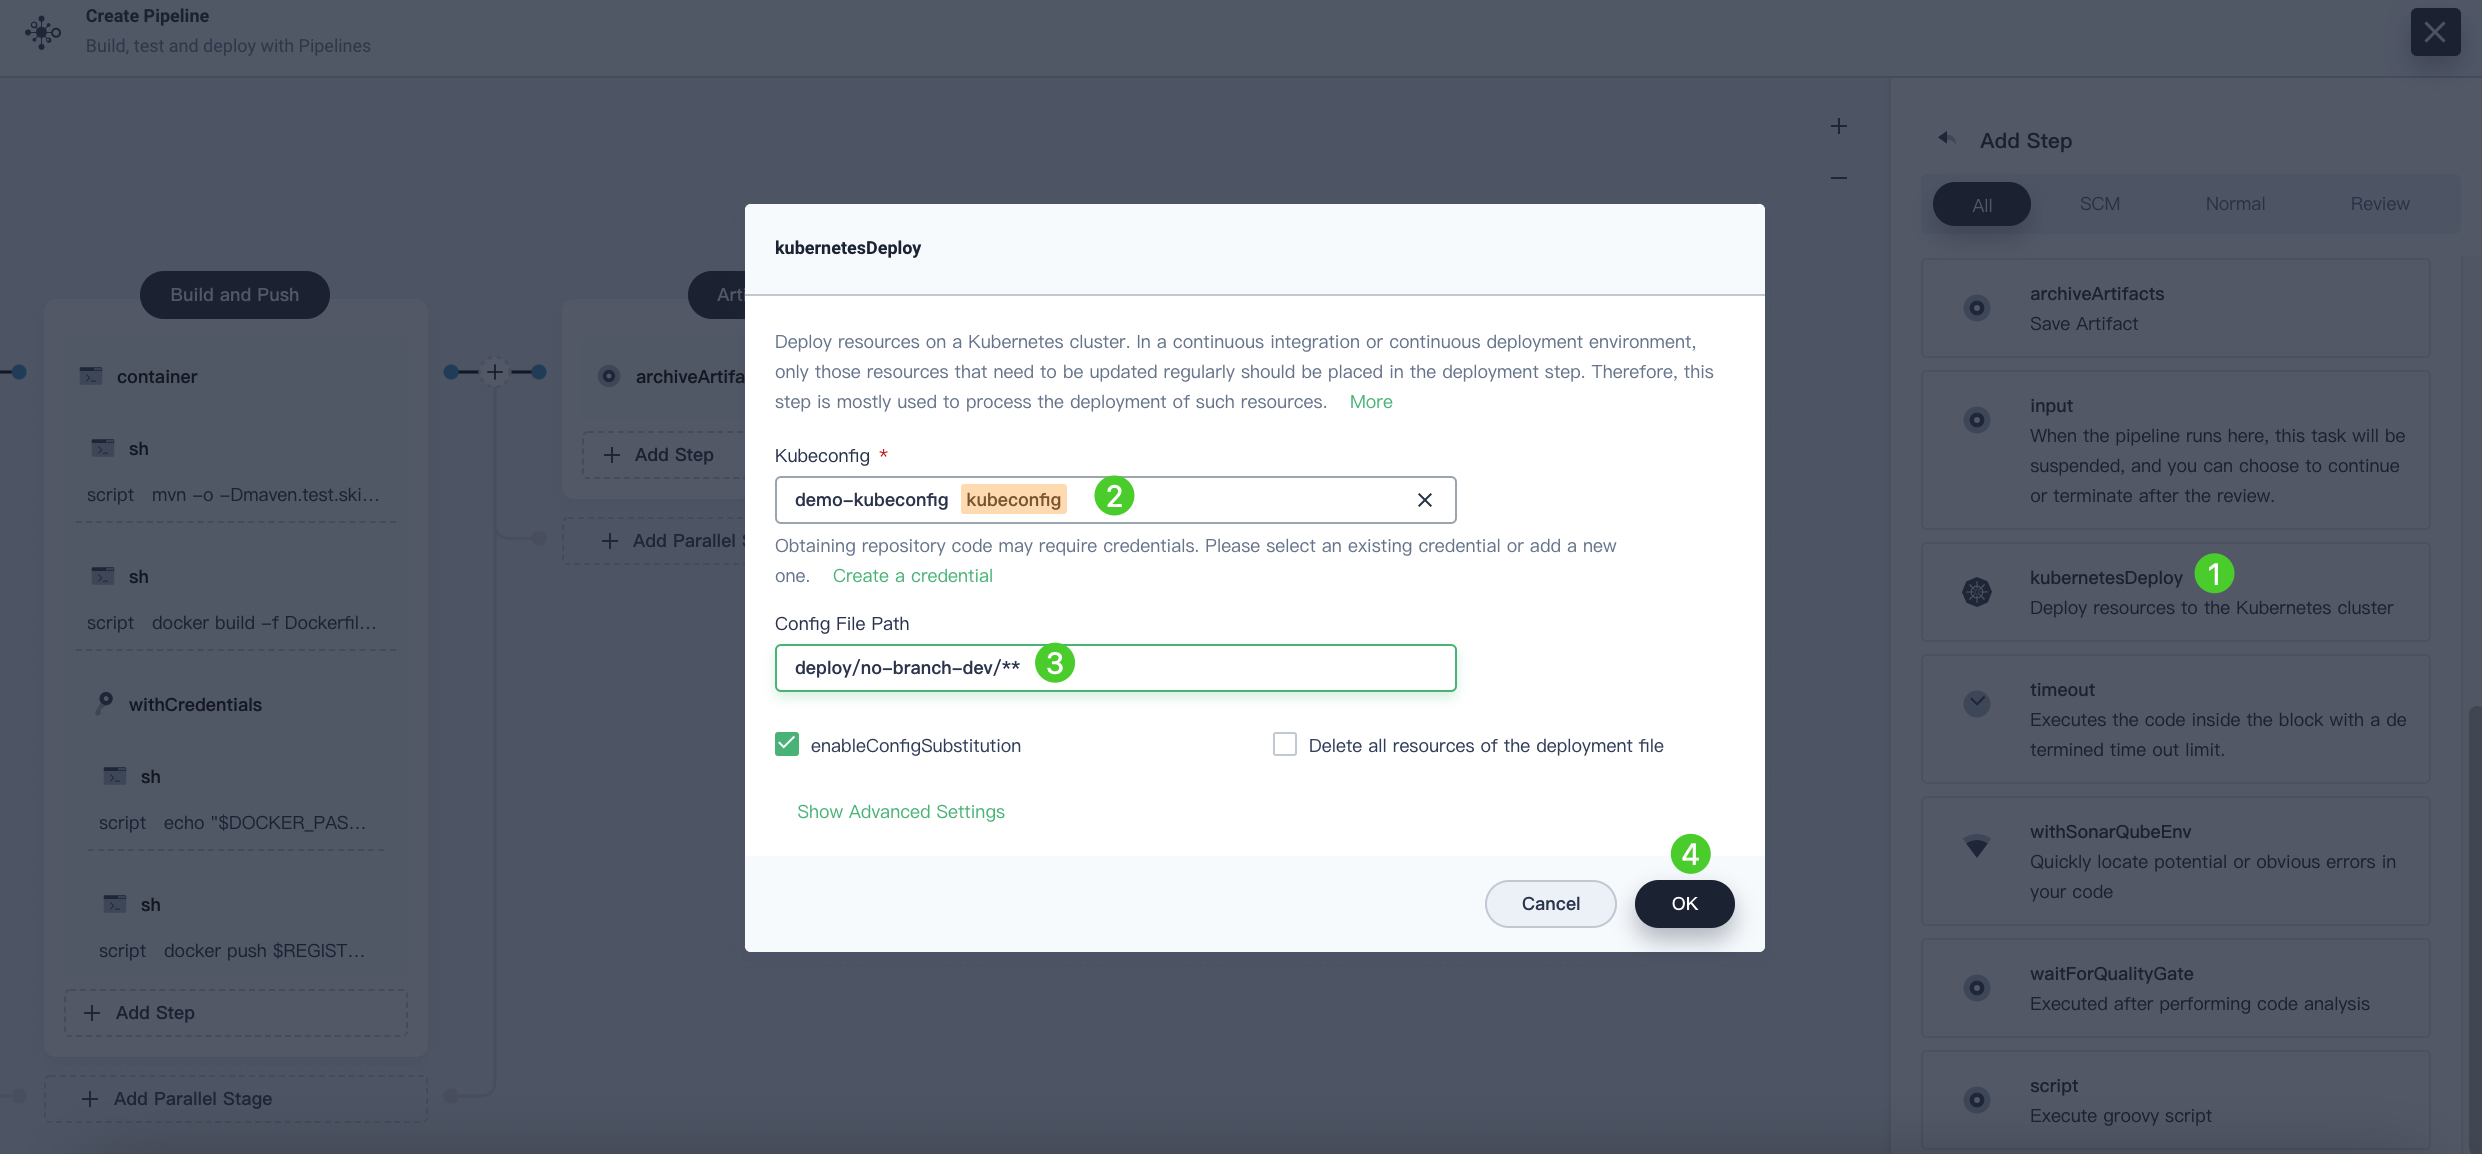 Create Pipeline
Build, test and deploy with Pipelines
Build and Push
container
sh
script mvn -o -Dmaven.test.ski...
sh
script docker build -f Dockerfil...
withCredentials
sh
script echo "$DOCKER_PAS...
sh
script docker push $REGIST...
Add Step
Add Parallel Stage
Arti
archiveArtifa
Add Step
Add Parallel S
kubernetesDeploy
Deploy resources on a Kubernetes cluster. In a continuous integration or continuous deployment environment,
only those resources that need to be updated regularly should be placed in the deployment step. Therefore, this
step is mostly used to process the deployment of such resources. More
Kubeconfig *
demo-kubeconfig kubeconfig 2
Obtaining repository code may require credentials. Please select an existing credential or add a new
one. Create a credential
Config File Path
deploy/no-branch-dev/** 3
enableConfigSubstitution
Delete all resources of the deployment file
Show Advanced Settings
4
Cancel
OK
Add Step
All SCM Normal Review
archiveArtifacts
Save Artifact
input
When the pipeline runs here, this task will be
suspended, and you can choose to continue
or terminate after the review.
kubernetesDeploy 1
Deploy resources to the Kubernetes cluster
timeout
Executes the code inside the block with a de
termined time out limit.
withSonarQubeEnv
Quickly locate potential or obvious errors in
your code
waitForQualityGate
Executed after performing code analysis
script
Execute groovy script